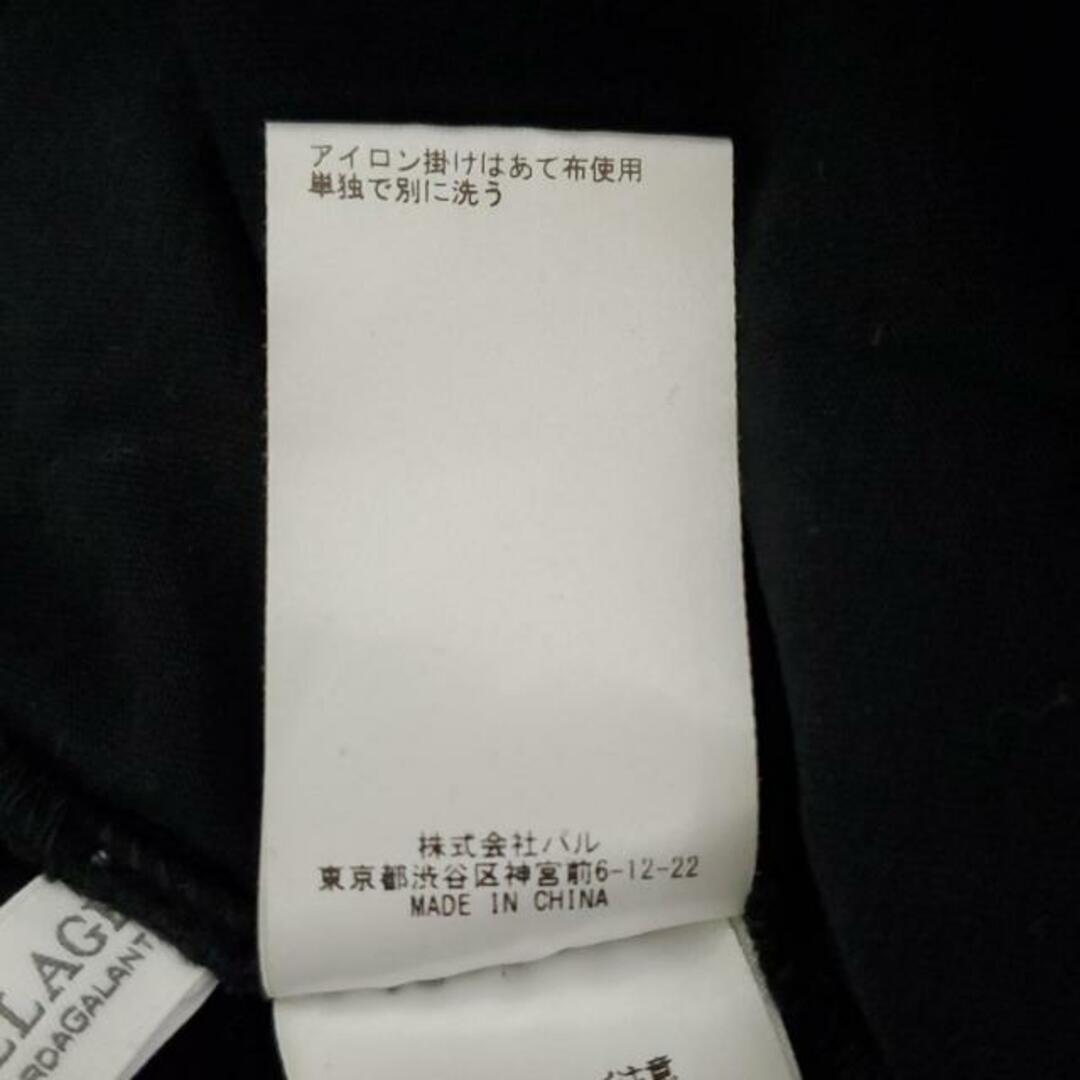 アイロン掛けはあて布使用
単独で別に洗う
株式会社パル
東京都渋谷区神宮前6-12-22
MADE IN CHINA